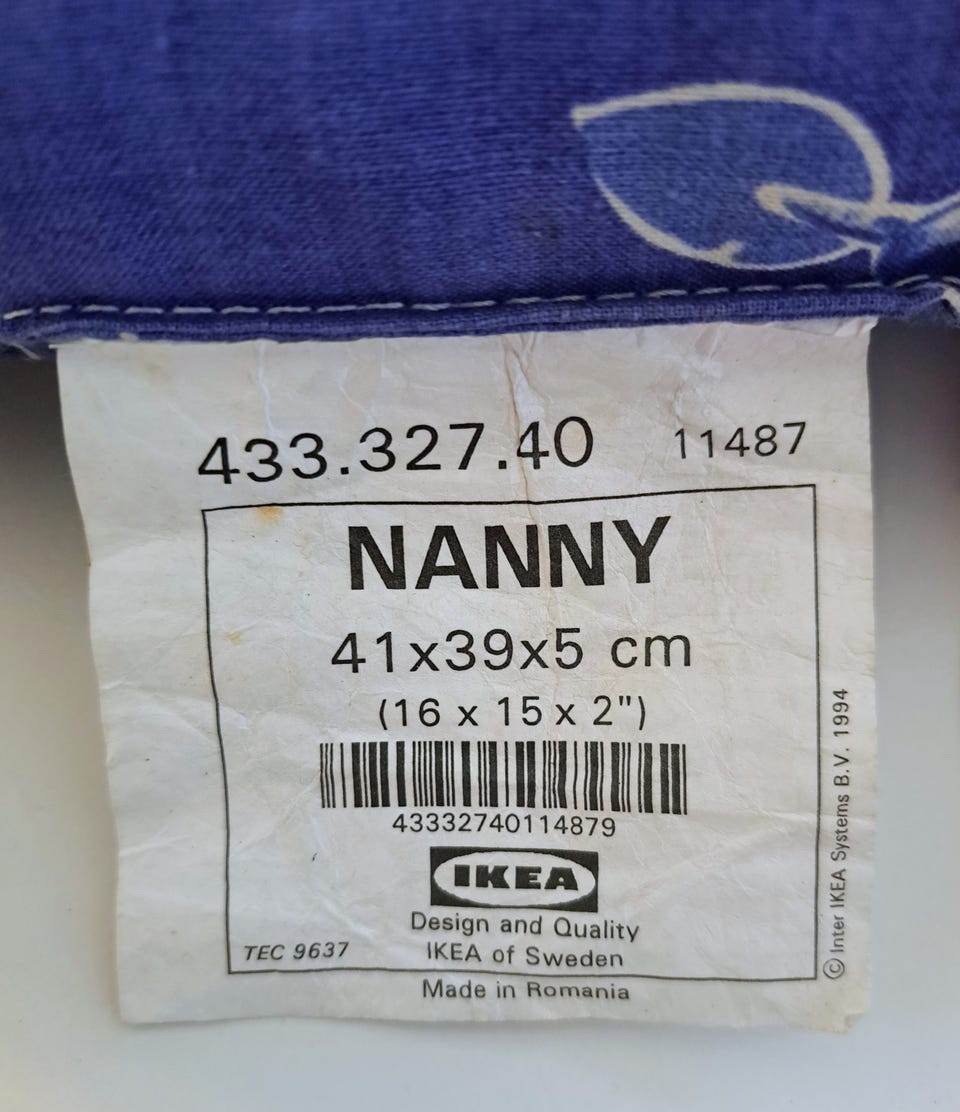 433.327.40 11487
NANNY
41x39x5 cm
(16 x 15 x 2")
43332740114879
IKEA
Design and Quality
TEC 9637 IKEA of Sweden
Made in Romania
© Inter IKEA Systems B.V. 1994